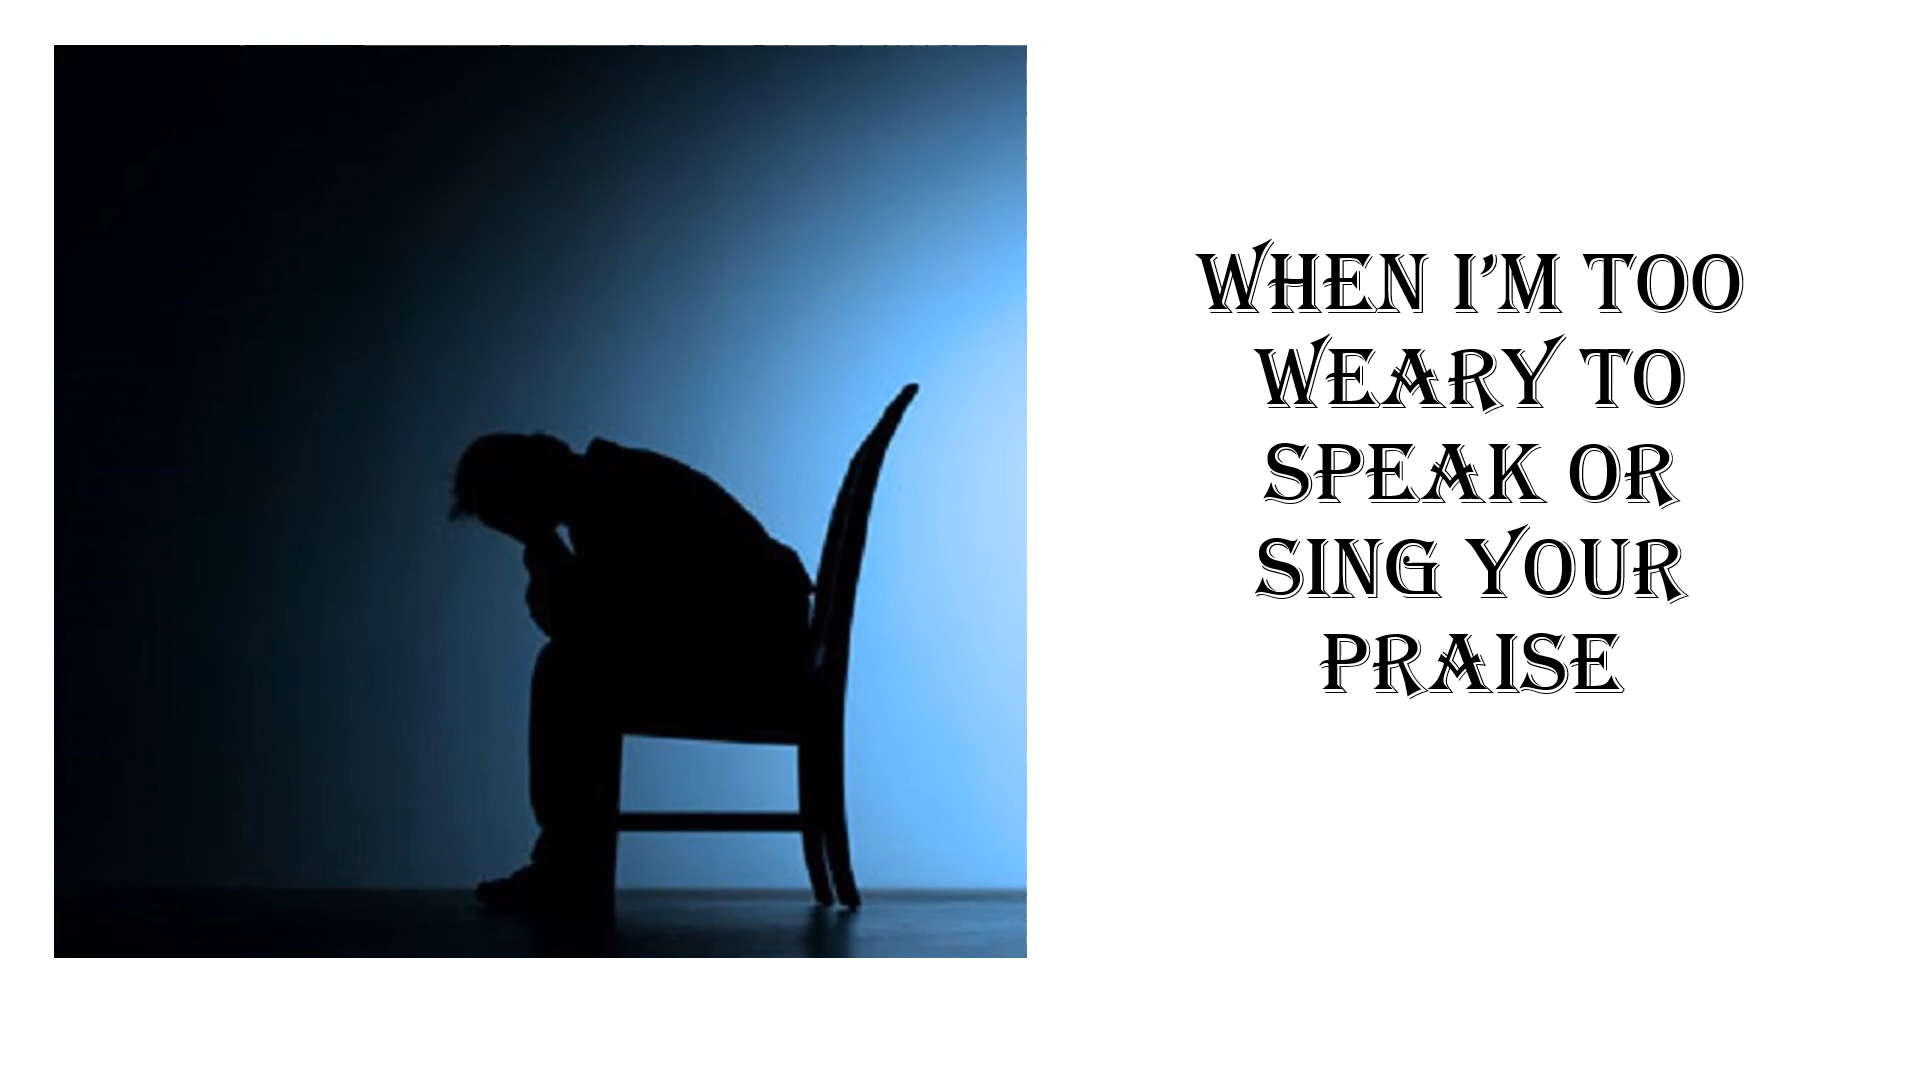 WHEN I'M TOO
WEARY TO
SPEAK OR
SING YOUR
PRAISE